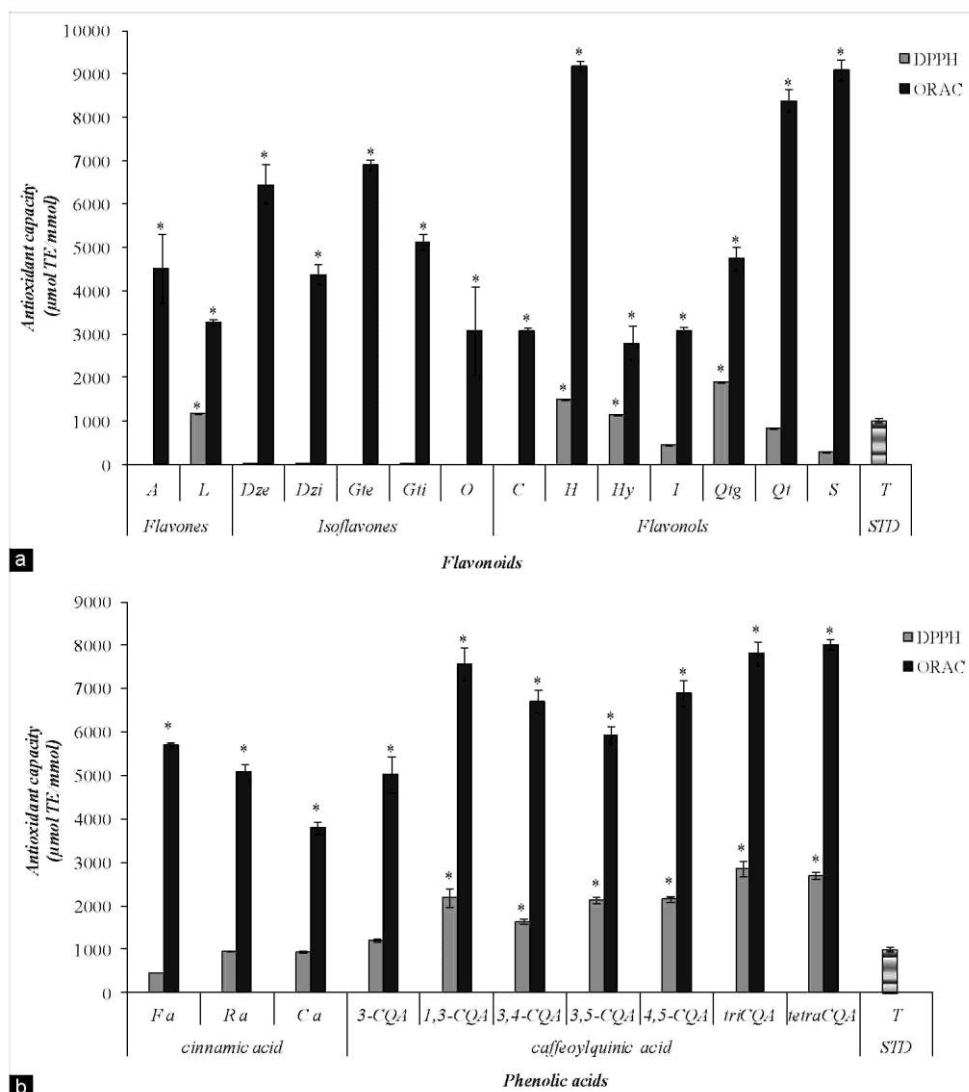 10000
9000
8000
7000
6000
5000
4000
3000
2000
1000
0
Antioxidant capacity
(µmol TE/mmol)
DPPH
ORAC
* * * * * * * * * * * * * * * * * *
A L Dze Dzi Gte Gti O C H Hy I Qtg Qt S T
Flavones Isoflavones Flavonols STD
a
Flavonoids
9000
8000
7000
6000
5000
4000
3000
2000
1000
0
Antioxidant capacity
(µmol TE/mmol)
DPPH
ORAC
* * * * * * * * * * * * * * * *
Fa Ra Ca 3-CQA 1,3-CQA 3,4-CQA 3,5-CQA 4,5-CQA triCQA tetraCQA T
cinnamic acid caffeoylquinic acid STD
b
Phenolic acids